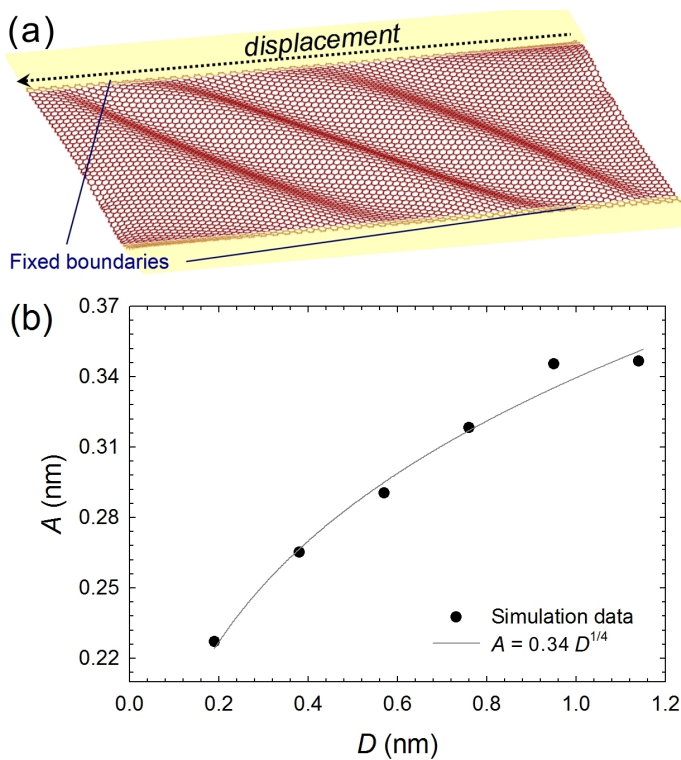 (a)
displacement
Fixed boundaries
(b)
0.37
0.34
0.31
0.28
0.25
0.22
A (nm)
Simulation data
A = 0.34 D^1/4
0.0 0.2 0.4 0.6 0.8 1.0 1.2
D (nm)